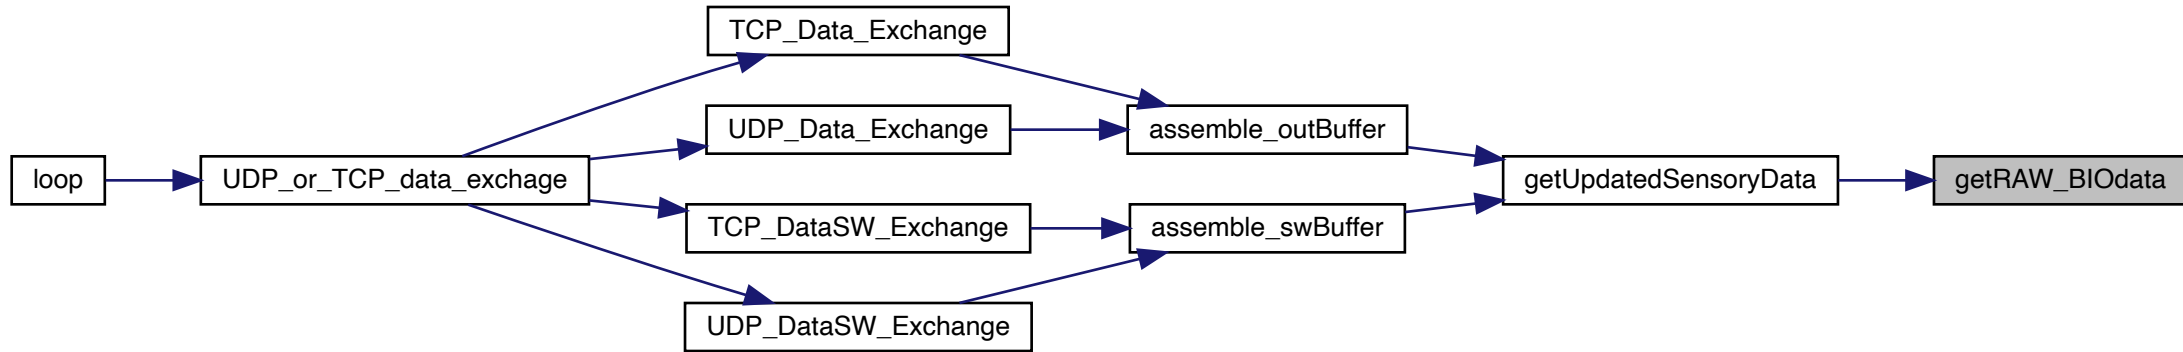 TCP_Data_Exchange
UDP_Data_Exchange
assemble_outBuffer
loop
UDP_or_TCP_data_exchage
getUpdatedSensoryData
getRAW_BIOdata
TCP_DataSW_Exchange
assemble_swBuffer
UDP_DataSW_Exchange